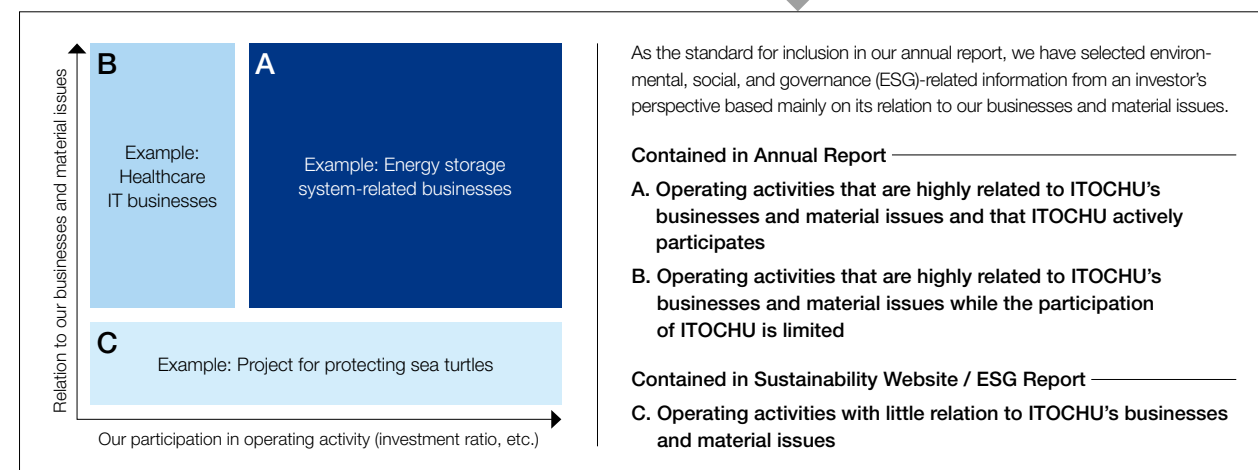 Relation to our businesses and material issues
B
Example:
Healthcare
IT businesses
A
Example: Energy storage
system-related businesses
C
Example: Project for protecting sea turtles
Our participation in operating activity (investment ratio, etc.)
As the standard for inclusion in our annual report, we have selected environ-
mental, social, and governance (ESG)-related information from an investor’s
perspective based mainly on its relation to our businesses and material issues.
Contained in Annual Report
A. Operating activities that are highly related to ITOCHU’s
businesses and material issues and that ITOCHU actively
participates
B. Operating activities that are highly related to ITOCHU’s
businesses and material issues while the participation
of ITOCHU is limited
Contained in Sustainability Website / ESG Report
C. Operating activities with little relation to ITOCHU’s businesses
and material issues